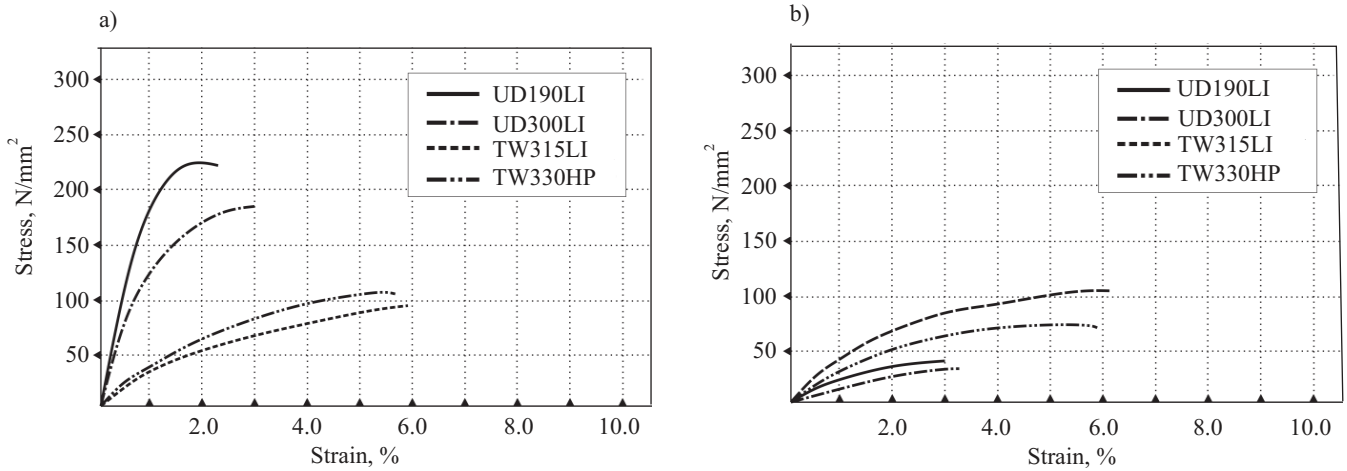 a)
300
250
200
150
100
50
Stress, N/mm²
UD190LI
UD300LI
TW315LI
TW330HP
2.0 4.0 6.0 8.0 10.0
Strain, %
b)
300
250
200
150
100
50
Stress, N/mm²
UD190LI
UD300LI
TW315LI
TW330HP
2.0 4.0 6.0 8.0 10.0
Strain, %